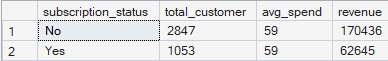 subscription_status total_customer avg_spend revenue
1 No 2847 59 170436
2 Yes 1053 59 62645